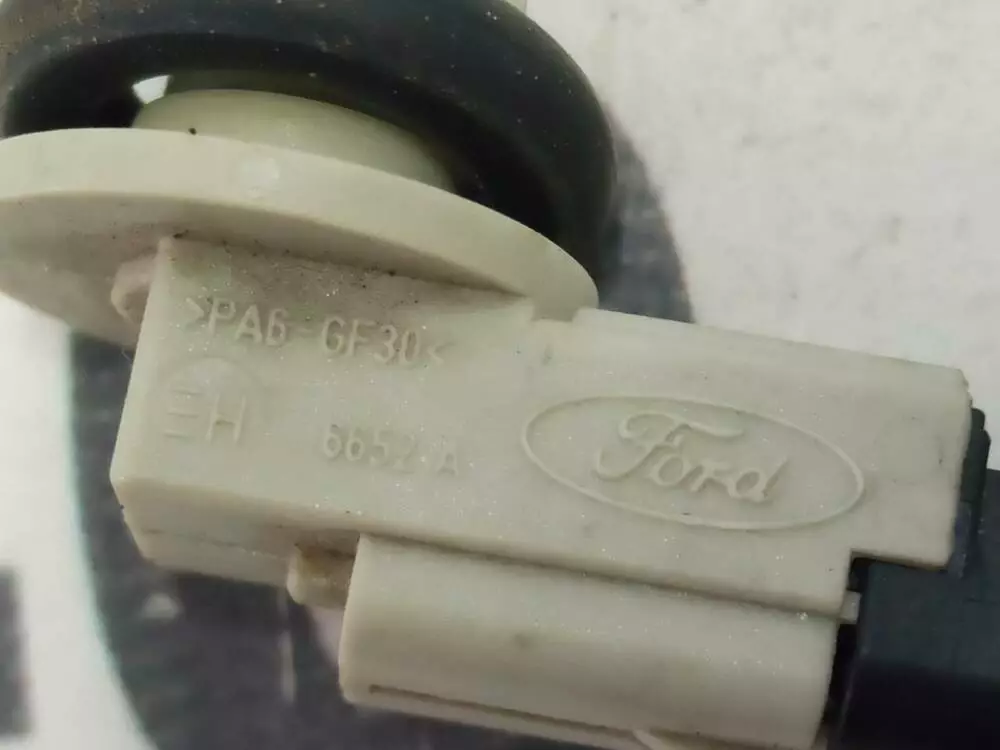 >PA6-GF30<
EH
6652-A
Ford